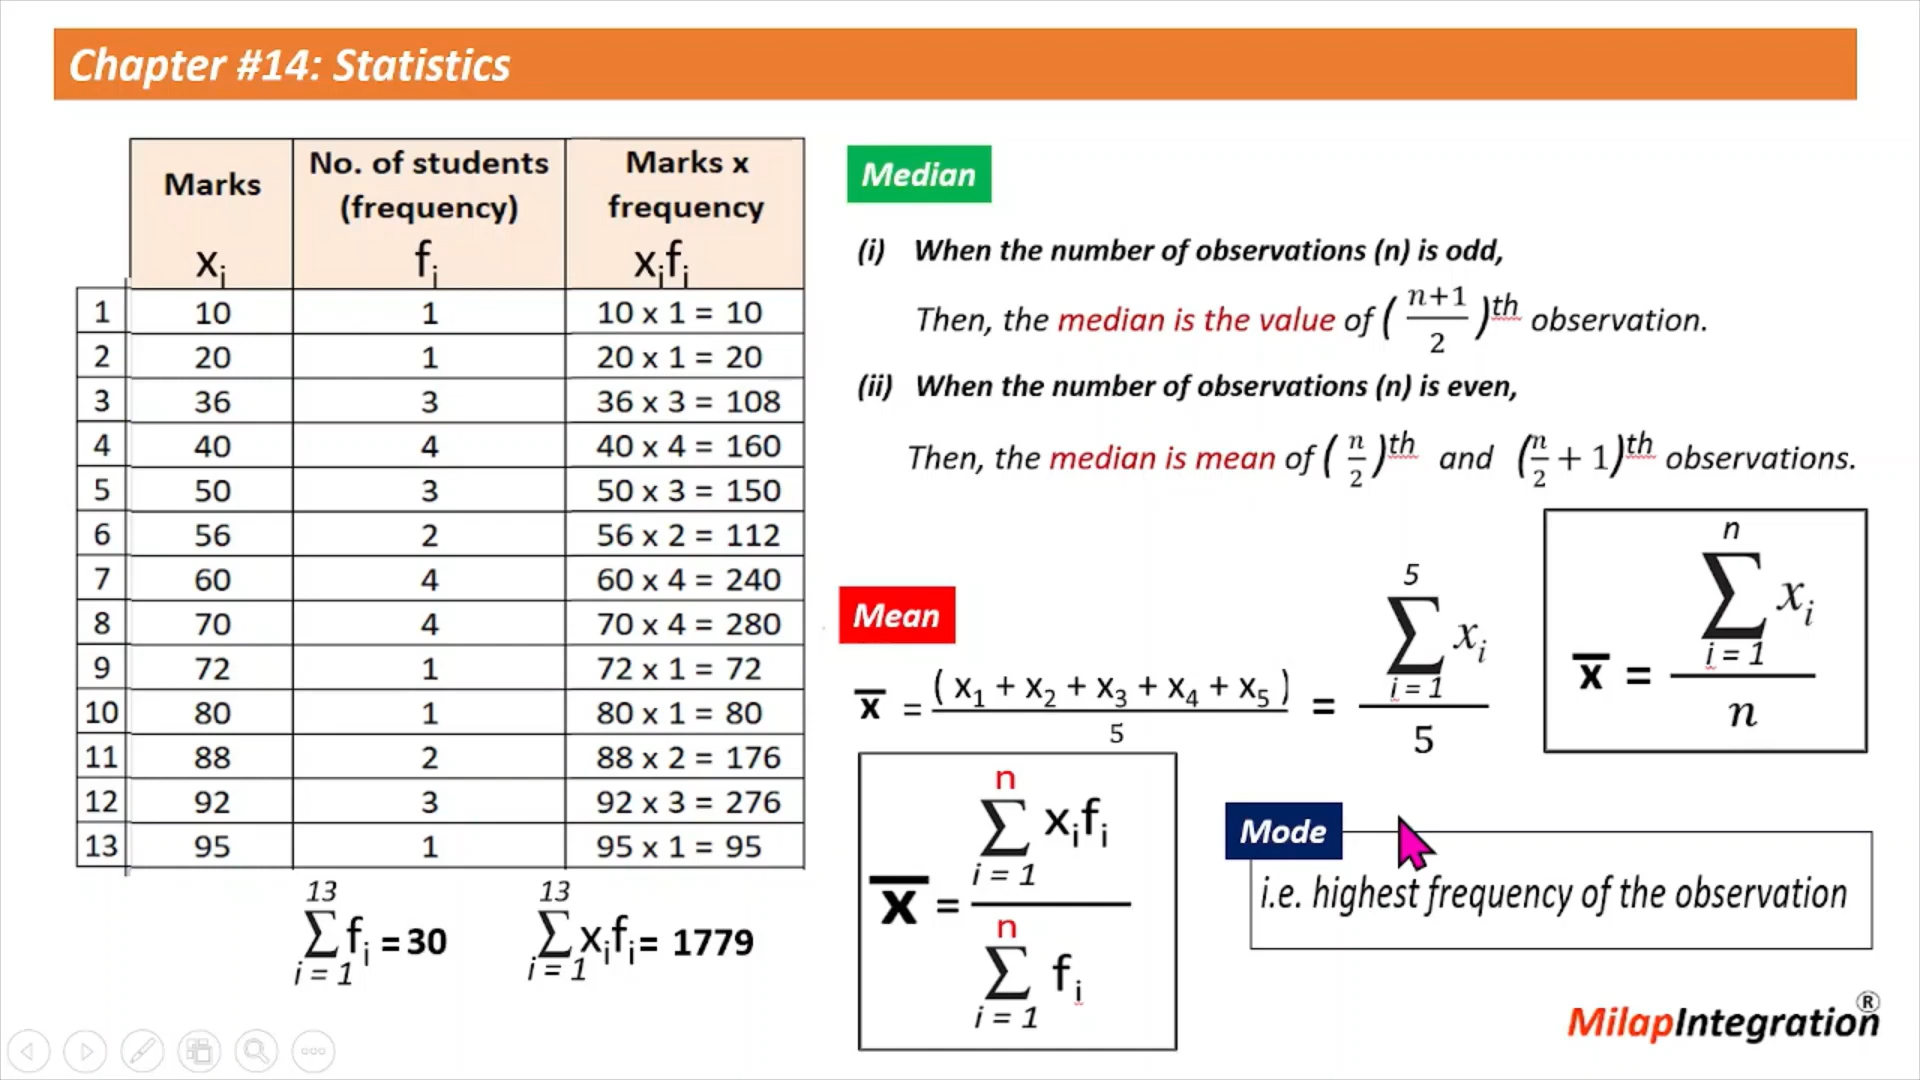 Chapter #14: Statistics
Marks xᵢ | No. of students (frequency) fᵢ | Marks x frequency xᵢfᵢ
1 | 10 | 1 | 10 x 1 = 10
2 | 20 | 1 | 20 x 1 = 20
3 | 36 | 3 | 36 x 3 = 108
4 | 40 | 4 | 40 x 4 = 160
5 | 50 | 3 | 50 x 3 = 150
6 | 56 | 2 | 56 x 2 = 112
7 | 60 | 4 | 60 x 4 = 240
8 | 70 | 4 | 70 x 4 = 280
9 | 72 | 1 | 72 x 1 = 72
10 | 80 | 1 | 80 x 1 = 80
11 | 88 | 2 | 88 x 2 = 176
12 | 92 | 3 | 92 x 3 = 276
13 | 95 | 1 | 95 x 1 = 95
13 ∑ i = 1 fᵢ = 30
13 ∑ i = 1 xᵢfᵢ = 1779
Median
(i) When the number of observations (n) is odd,
Then, the median is the value of ( n+1 / 2 )th observation.
(ii) When the number of observations (n) is even,
Then, the median is mean of ( n / 2 )th and ( n / 2 + 1 )th observations.
Mean
x̄ = ( x₁ + x₂ + x₃ + x₄ + x₅ ) / 5 = 5 ∑ i = 1 xᵢ / 5
x̄ = n ∑ i = 1 xᵢ / n
x̄ = n ∑ i = 1 xᵢfᵢ / n ∑ i = 1 fᵢ
Mode
i.e. highest frequency of the observation
MilapIntegration ®